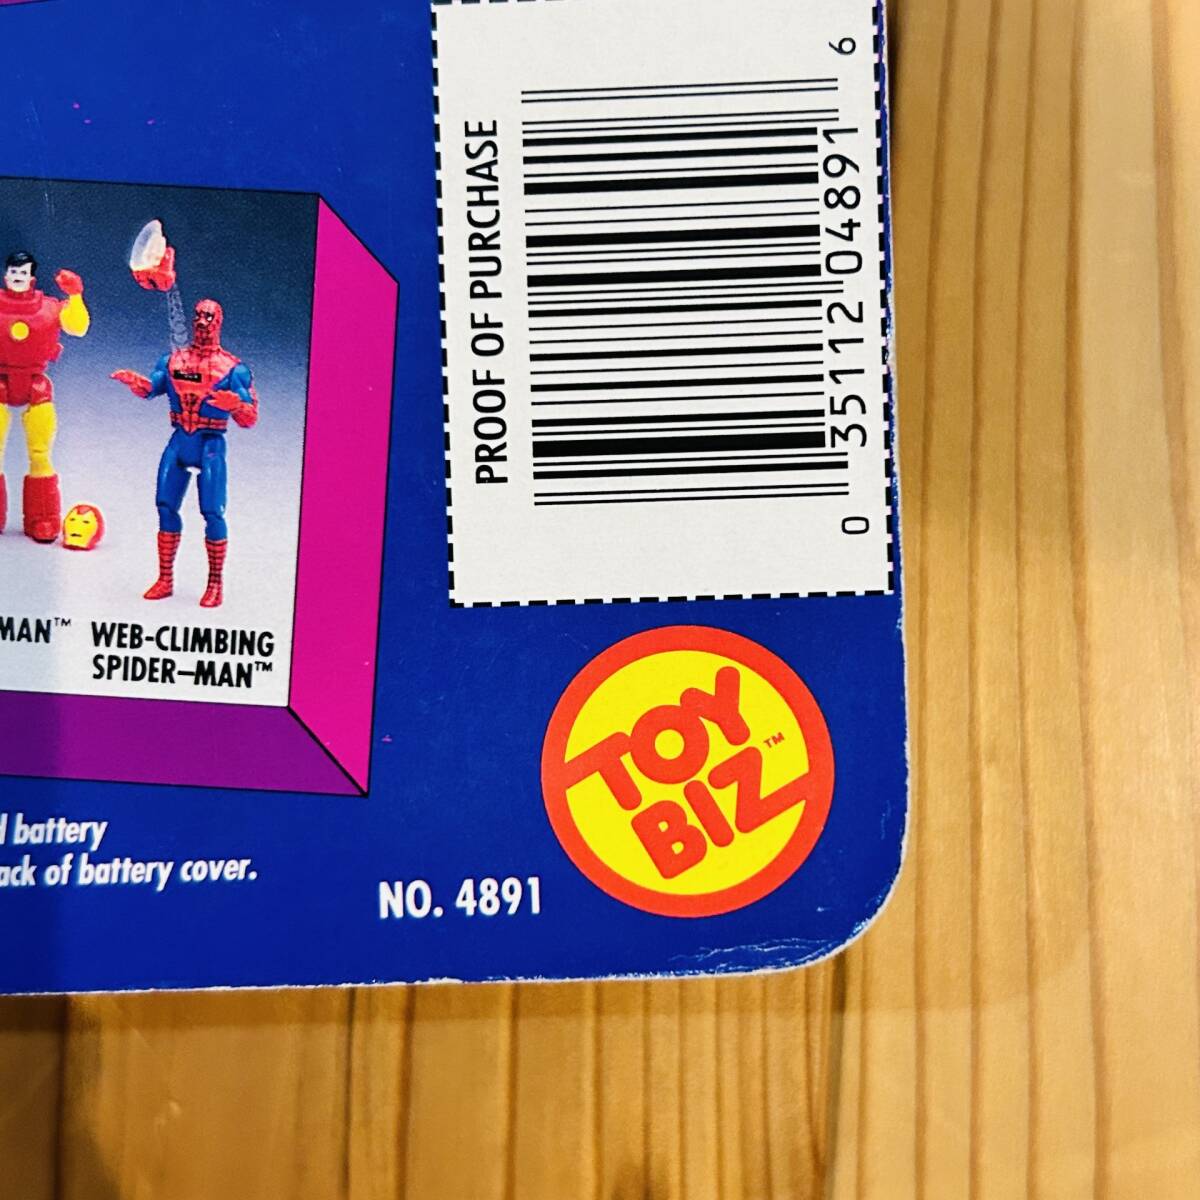 PROOF OF PURCHASE
0 35112 04891 6
MAN™
WEB-CLIMBING
SPIDER-MAN™
battery
of battery cover.
NO. 4891
TOY
BIZ™